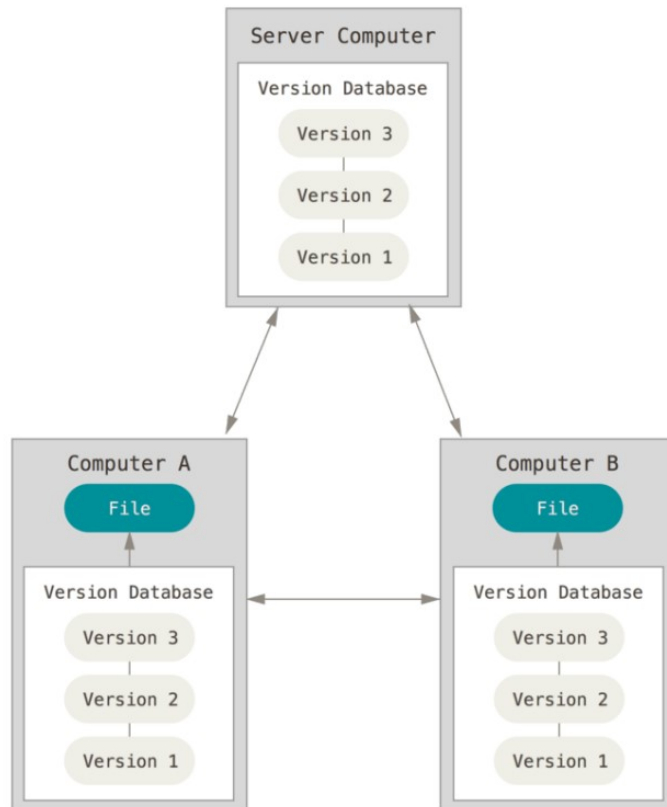 Server Computer
Version Database
Version 3
Version 2
Version 1
Computer A
File
Version Database
Version 3
Version 2
Version 1
Computer B
File
Version Database
Version 3
Version 2
Version 1